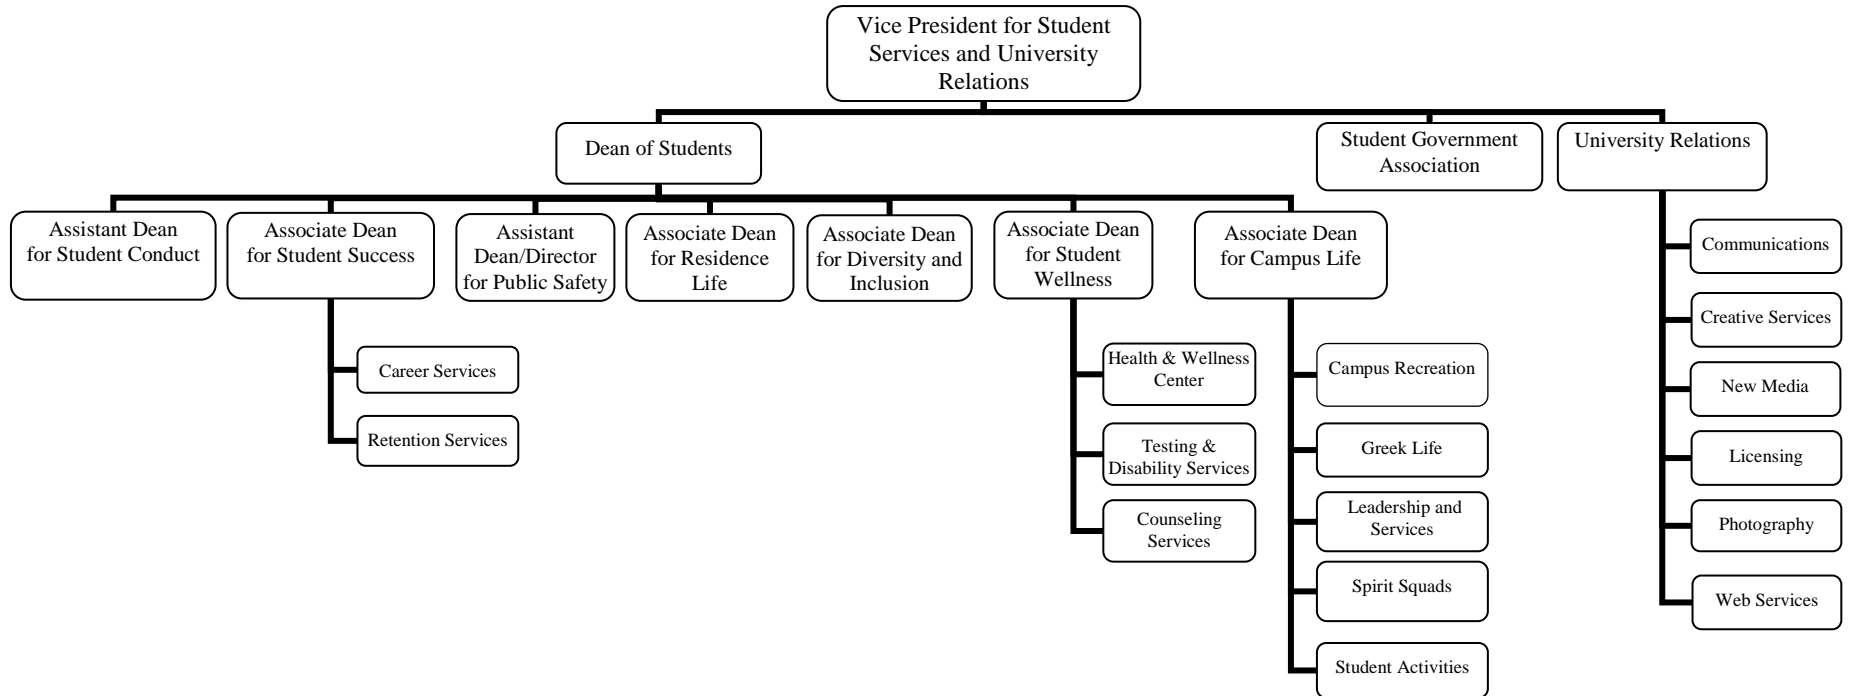 Vice President for Student
Services and University
Relations
Dean of Students
Student Government
Association
University Relations
Assistant Dean
for Student Conduct
Associate Dean
for Student Success
Assistant
Dean/Director
for Public Safety
Associate Dean
for Residence
Life
Associate Dean
for Diversity and
Inclusion
Associate Dean
for Student
Wellness
Associate Dean
for Campus Life
Career Services
Retention Services
Health & Wellness
Center
Testing &
Disability Services
Counseling
Services
Campus Recreation
Greek Life
Leadership and
Services
Spirit Squads
Student Activities
Communications
Creative Services
New Media
Licensing
Photography
Web Services